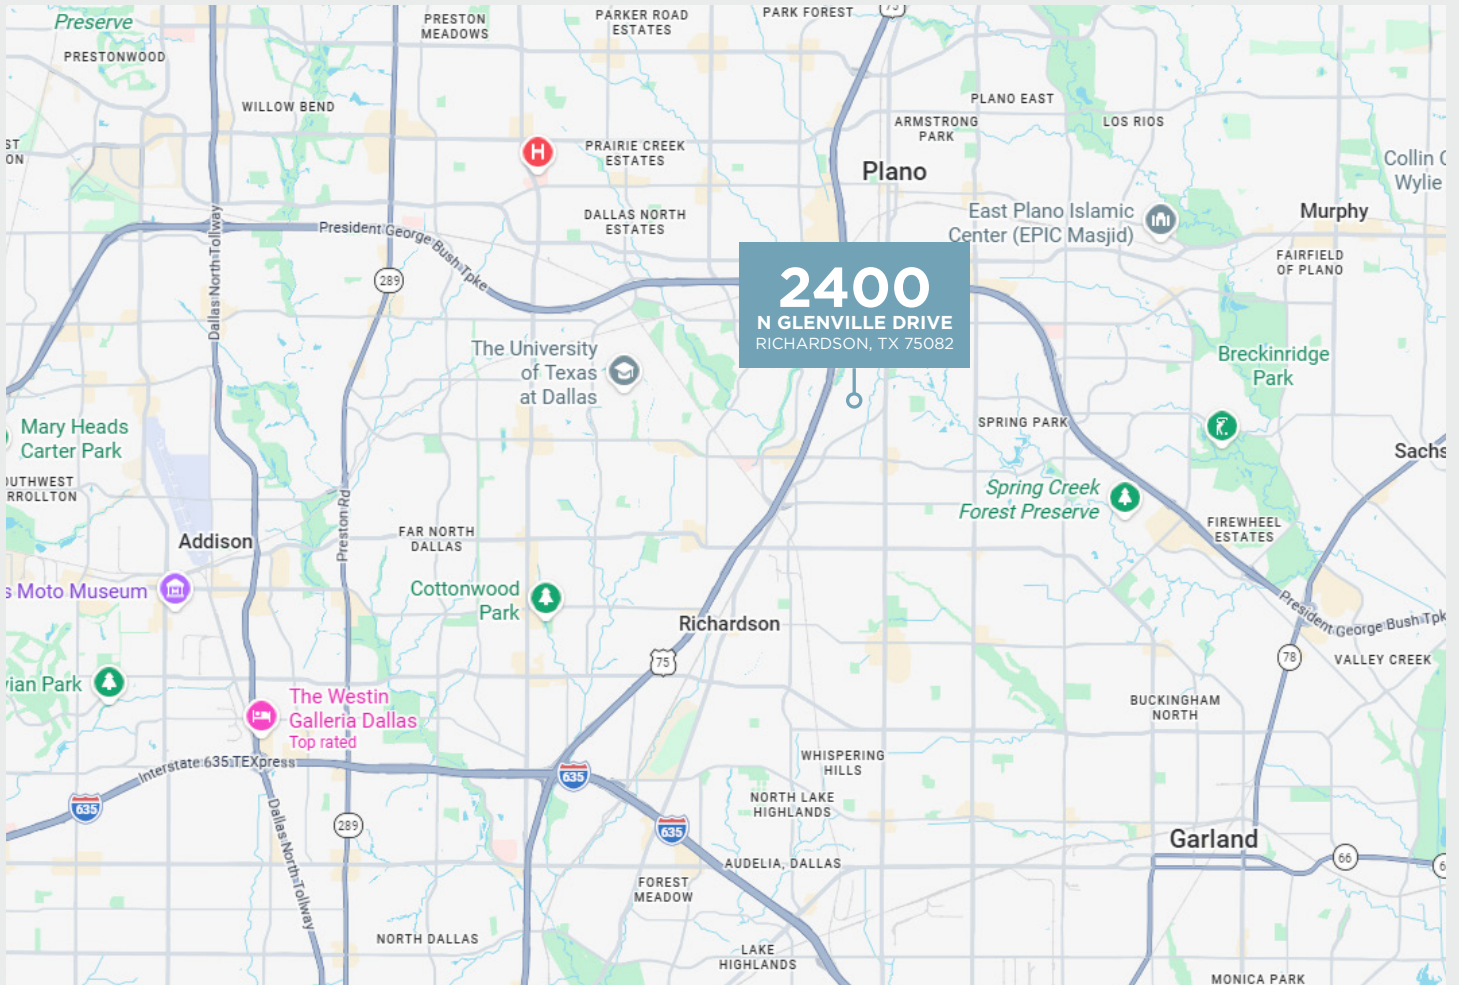 Preserve
PRESTONWOOD
PRESTON
MEADOWS
PARKER ROAD
ESTATES
PARK FOREST
75
WILLOW BEND
PLANO EAST
ARMSTRONG
PARK
LOS RIOS
H
PRAIRIE CREEK
ESTATES
Plano
Collin
Wylie
DALLAS NORTH
ESTATES
East Plano Islamic
Center (EPIC Masjid)
Murphy
FAIRFIELD
OF PLANO
Dallas North Tollway
President George Bush Tpke
289
2400
N GLENVILLE DRIVE
RICHARDSON, TX 75082
The University
of Texas
at Dallas
Breckinridge
Park
Mary Heads
Carter Park
SPRING PARK
Sachs
OUTHWEST
RROLLTON
Spring Creek
Forest Preserve
Preston Rd
FAR NORTH
DALLAS
FIREWHEEL
ESTATES
Addison
s Moto Museum
Cottonwood
Park
President George Bush Tpk
Richardson
75
78
VALLEY CREEK
vian Park
The Westin
Galleria Dallas
Top rated
BUCKINGHAM
NORTH
Interstate 635 TEXpress
WHISPERING
HILLS
635
635
NORTH LAKE
HIGHLANDS
635
289
Dallas North Tollway
Garland
66
AUDELIA, DALLAS
FOREST
MEADOW
NORTH DALLAS
LAKE
HIGHLANDS
MONICA PARK